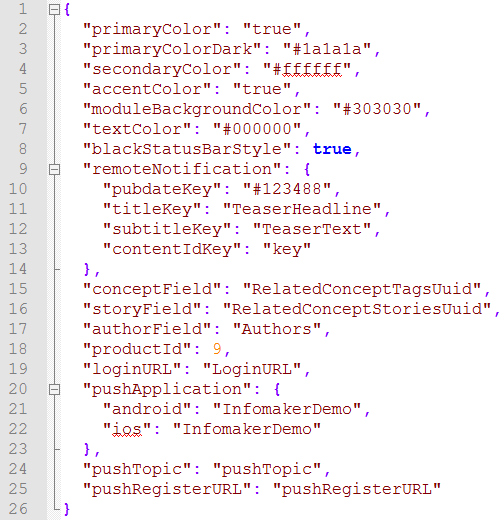 1 {
2   "primaryColor": "true",
3   "primaryColorDark": "#1a1a1a",
4   "secondaryColor": "#ffffff",
5   "accentColor": "true",
6   "moduleBackgroundColor": "#303030",
7   "textColor": "#000000",
8   "blackStatusBarStyle": true,
9   "remoteNotification": {
10     "pubdateKey": "#123488",
11     "titleKey": "TeaserHeadline",
12     "subtitleKey": "TeaserText",
13     "contentIdKey": "key"
14   },
15   "conceptField": "RelatedConceptTagsUuid",
16   "storyField": "RelatedConceptStoriesUuid",
17   "authorField": "Authors",
18   "productId": 9,
19   "loginURL": "LoginURL",
20   "pushApplication": {
21     "android": "InfomakerDemo",
22     "ios": "InfomakerDemo"
23   },
24   "pushTopic": "pushTopic",
25   "pushRegisterURL": "pushRegisterURL"
26 }